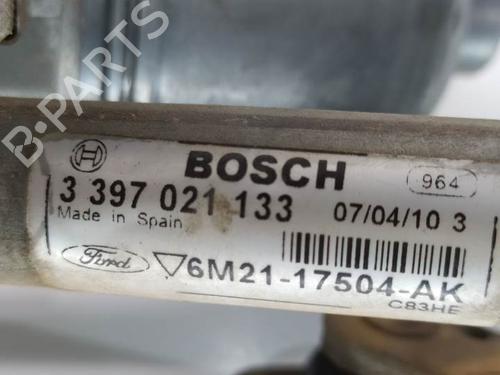 B-PARTS
BOSCH
964
3 397 021 133
07/04/10 3
Made in Spain
Ford
6M21-17504-AK
C83HE